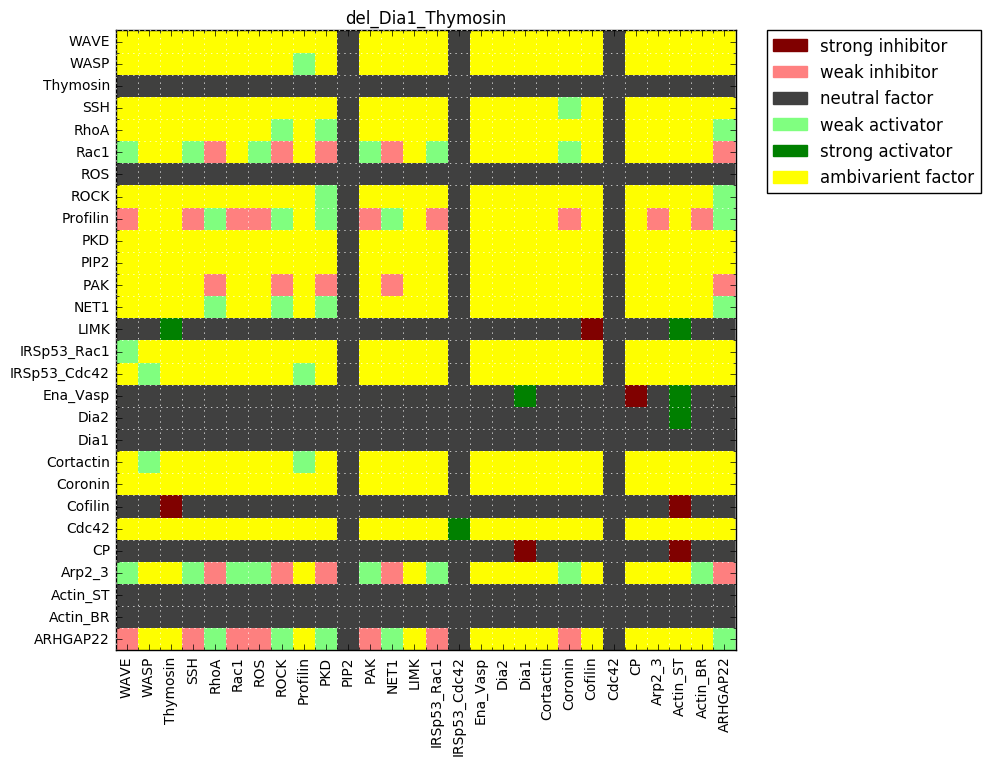 del_Dia1_Thymosin
WAVE
WASP
Thymosin
SSH
RhoA
Rac1
ROS
ROCK
Profilin
PKD
PIP2
PAK
NET1
LIMK
IRSp53_Rac1
IRSp53_Cdc42
Ena_Vasp
Dia2
Dia1
Cortactin
Coronin
Cofilin
Cdc42
CP
Arp2_3
Actin_ST
Actin_BR
ARHGAP22
WAVE
WASP
Thymosin
SSH
RhoA
Rac1
ROS
ROCK
Profilin
PKD
PIP2
PAK
NET1
LIMK
IRSp53_Rac1
IRSp53_Cdc42
Ena_Vasp
Dia2
Dia1
Cortactin
Coronin
Cofilin
Cdc42
CP
Arp2_3
Actin_ST
Actin_BR
ARHGAP22
strong inhibitor
weak inhibitor
neutral factor
weak activator
strong activator
ambivarient factor